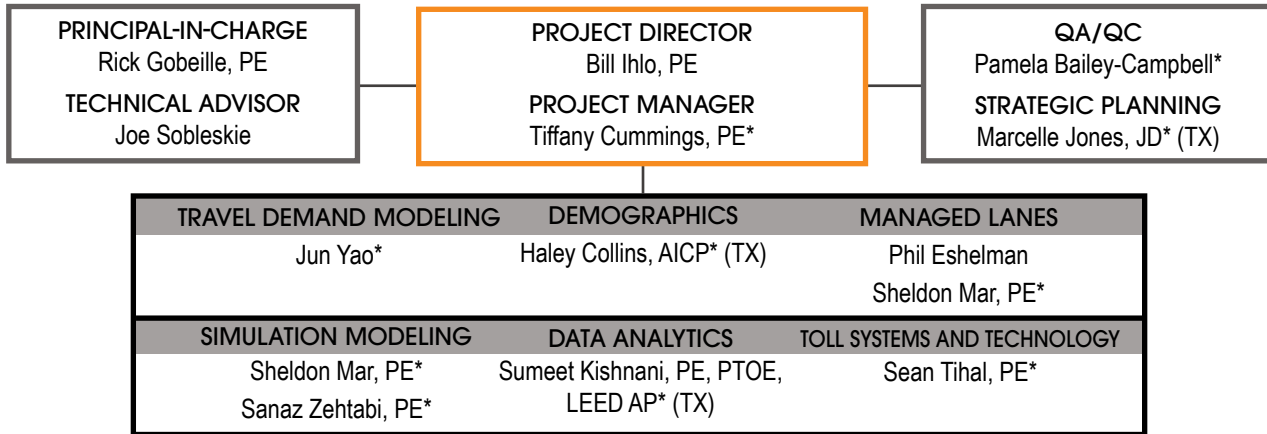 PRINCIPAL-IN-CHARGE
Rick Gobeille, PE
TECHNICAL ADVISOR
Joe Sobleskie
PROJECT DIRECTOR
Bill Ihlo, PE
PROJECT MANAGER
Tiffany Cummings, PE*
QA/QC
Pamela Bailey-Campbell*
STRATEGIC PLANNING
Marcelle Jones, JD* (TX)
TRAVEL DEMAND MODELING
Jun Yao*
DEMOGRAPHICS
Haley Collins, AICP* (TX)
MANAGED LANES
Phil Eshelman
Sheldon Mar, PE*
SIMULATION MODELING
Sheldon Mar, PE*
Sanaz Zehtabi, PE*
DATA ANALYTICS
Sumeet Kishnani, PE, PTOE,
LEED AP* (TX)
TOLL SYSTEMS AND TECHNOLOGY
Sean Tihal, PE*